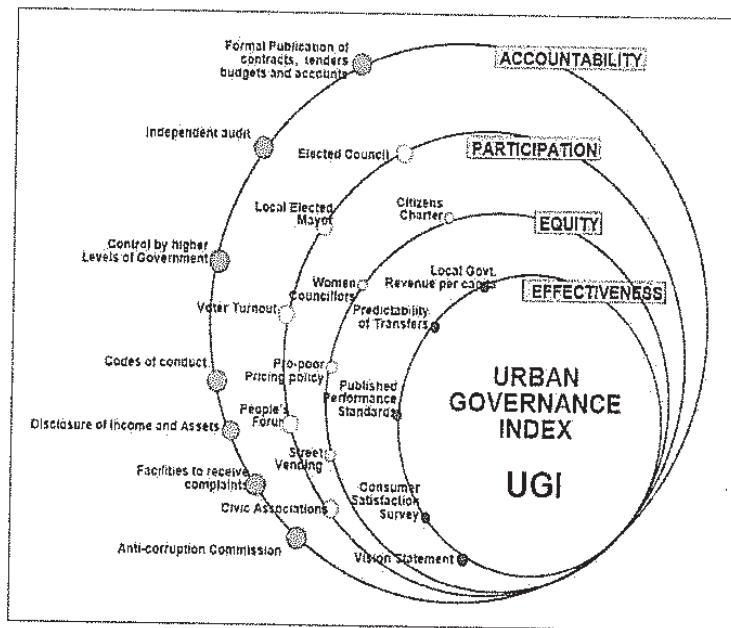 Formal Publication of
contracts, tenders
budgets and accounts
ACCOUNTABILITY
Independent audit
Elected Council
PARTICIPATION
Local Elected
Mayor
Citizens
Charter
EQUITY
Control by higher
Levels of Government
Women
Councillors
Local Govt.
Revenue per capita
EFFECTIVENESS
Voter Turnout
Predictability
of Transfers
Codes of conduct
Pro-poor
Pricing policy
Published
Performance
Standards
URBAN
GOVERNANCE
INDEX
UGI
Disclosure of Income and Assets
People's
Forum
Street
Vending
Facilities to receive
complaints
Civic Associations
Consumer
Satisfaction
Survey
Anti-corruption Commission
Vision Statement